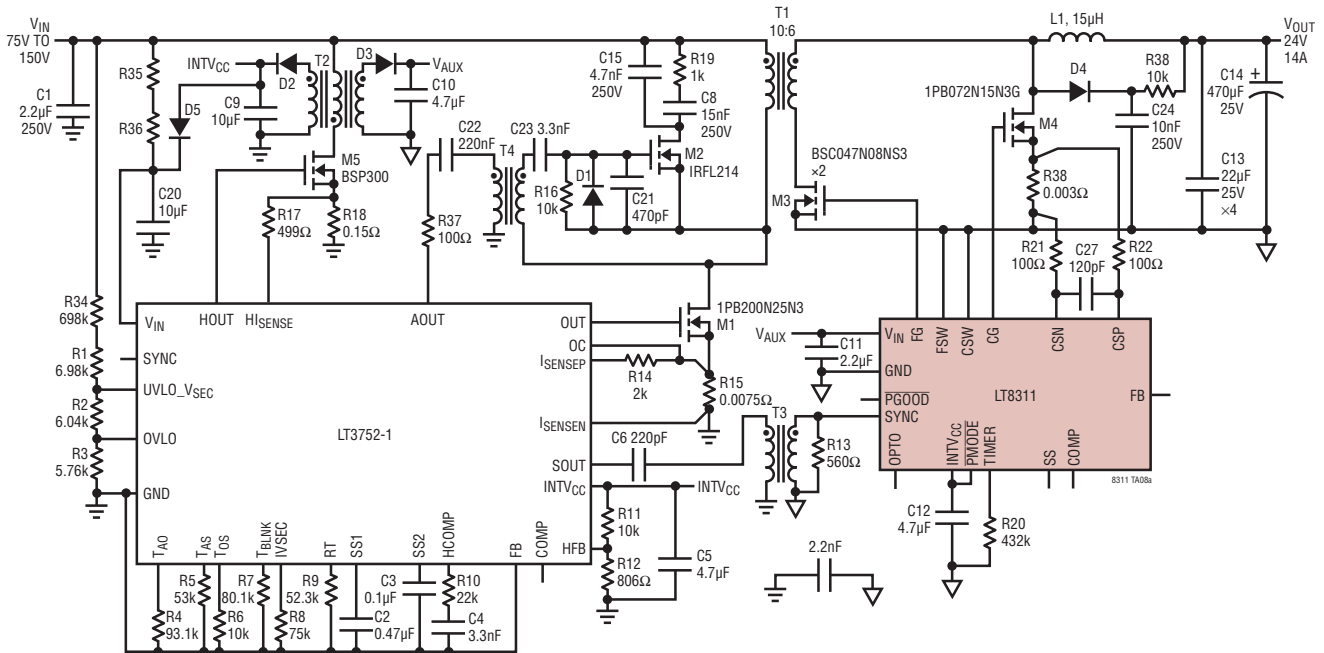 VIN
75V TO
150V
C1
2.2µF
250V
R35
R36
INTVCC
D2
D5
C9
10µF
T2
D3
VAUX
C10
4.7µF
C20
10µF
M5
BSP300
R17
499Ω
R18
0.15Ω
C22
220nF
R37
100Ω
T4
C23 3.3nF
R16
10k
D1
C21
470pF
C15
4.7nF
250V
R19
1k
C8
15nF
250V
M2
IRFL214
T1
10:6
BSC047N08NS3
×2
M3
L1, 15µH
VOUT
24V
14A
1PB072N15N3G
D4
R38
10k
M4
C24
10nF
250V
R38
0.003Ω
C14
470µF
25V
+
C13
22µF
25V
×4
R21
100Ω
C27
120pF
R22
100Ω
R34
698k
R1
6.98k
R2
6.04k
R3
5.76k
VIN
SYNC
UVLO_VSEC
OVLO
GND
HOUT
HISENSE
AOUT
LT3752-1
OUT
OC
ISENSEP
ISENSEN
SOUT
INTVCC
HFB
TAO
TAS
TOS
TBLNK
IVSEC
RT
SS1
SS2
HCOMP
FB
COMP
1PB200N25N3
M1
R14
2k
R15
0.0075Ω
C6 220pF
T3
R13
560Ω
INTVCC
R11
10k
R12
806Ω
C5
4.7µF
R4
93.1k
R5
53k
R6
10k
R7
80.1k
R8
75k
R9
52.3k
C2
0.47µF
C3
0.1µF
R10
22k
C4
3.3nF
2.2nF
VAUX
C11
2.2µF
VIN
FG
FSW
CSW
CG
CSN
CSP
GND
PGOOD
SYNC
LT8311
FB
OPTO
INTVCC
PMODE
TIMER
SS
COMP
8311 TA08a
C12
4.7µF
R20
432k